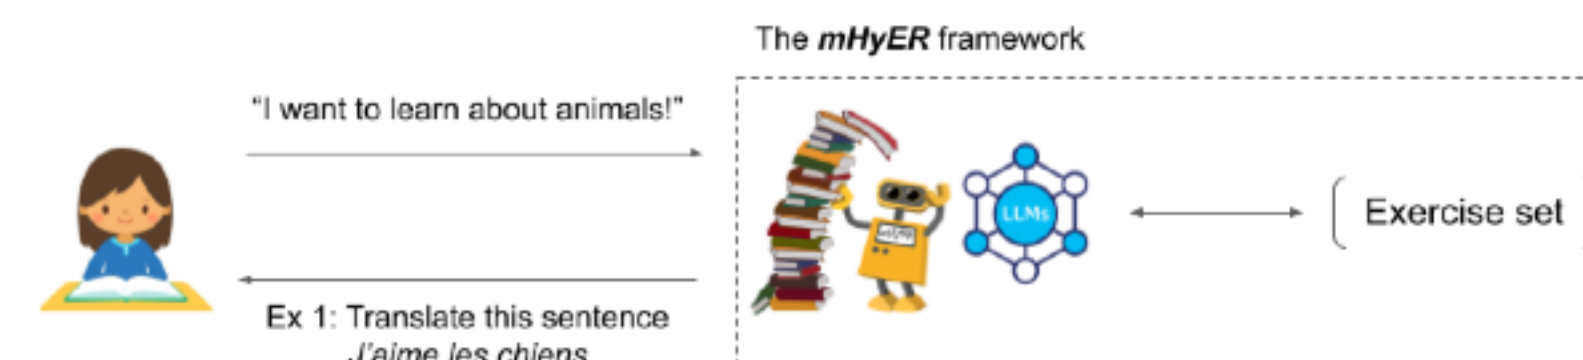 The mHyER framework
“I want to learn about animals!”
LLMs
Exercise set
Ex 1: Translate this sentence
J'aime les chiens